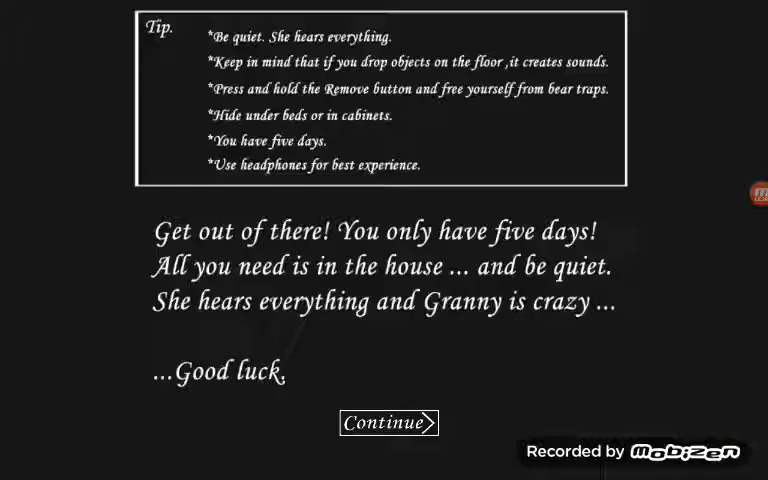 Tip.
*Be quiet. She hears everything.
*Keep in mind that if you drop objects on the floor ,it creates sounds.
*Press and hold the Remove button and free yourself from bear traps.
*Hide under beds or in cabinets.
*You have five days.
*Use headphones for best experience.
Get out of there! You only have five days!
All you need is in the house ... and be quiet.
She hears everything and Granny is crazy ...
...Good luck.
Continue
Recorded by Mobizen